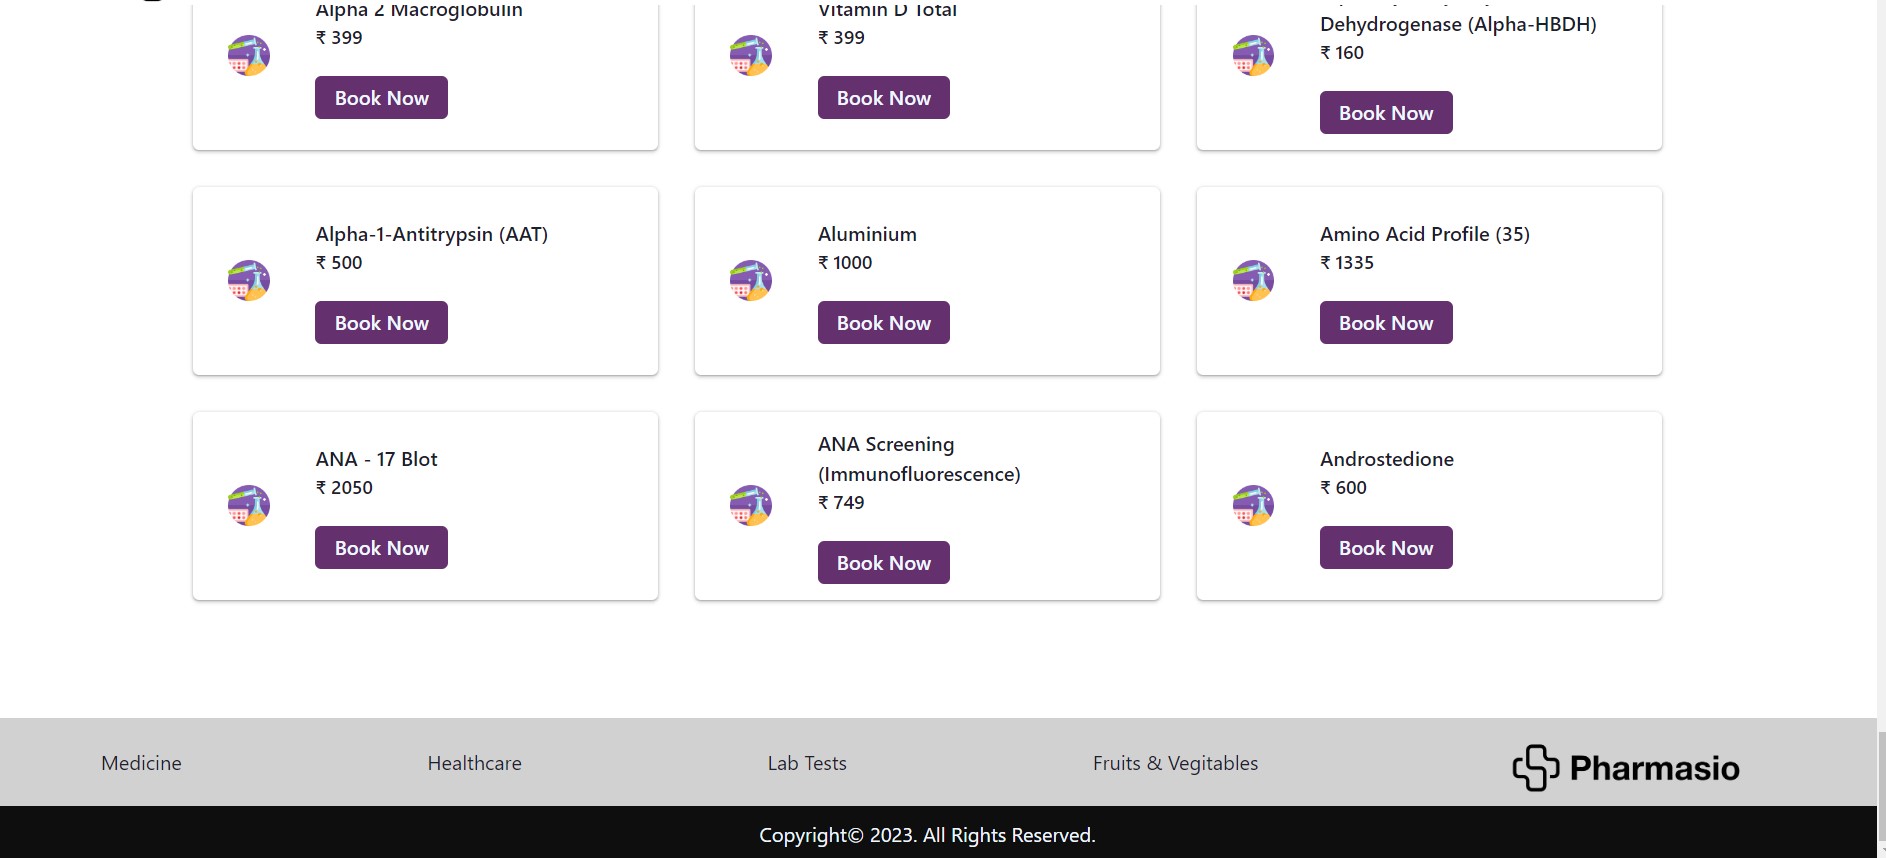 Alpha 2 Macroglobulin
₹ 399
Book Now
Vitamin D Total
₹ 399
Book Now
Dehydrogenase (Alpha-HBDH)
₹ 160
Book Now
Alpha-1-Antitrypsin (AAT)
₹ 500
Book Now
Aluminium
₹ 1000
Book Now
Amino Acid Profile (35)
₹ 1335
Book Now
ANA - 17 Blot
₹ 2050
Book Now
ANA Screening
(Immunofluorescence)
₹ 749
Book Now
Androstedione
₹ 600
Book Now
Medicine
Healthcare
Lab Tests
Fruits & Vegitables
Pharmasio
Copyright© 2023. All Rights Reserved.